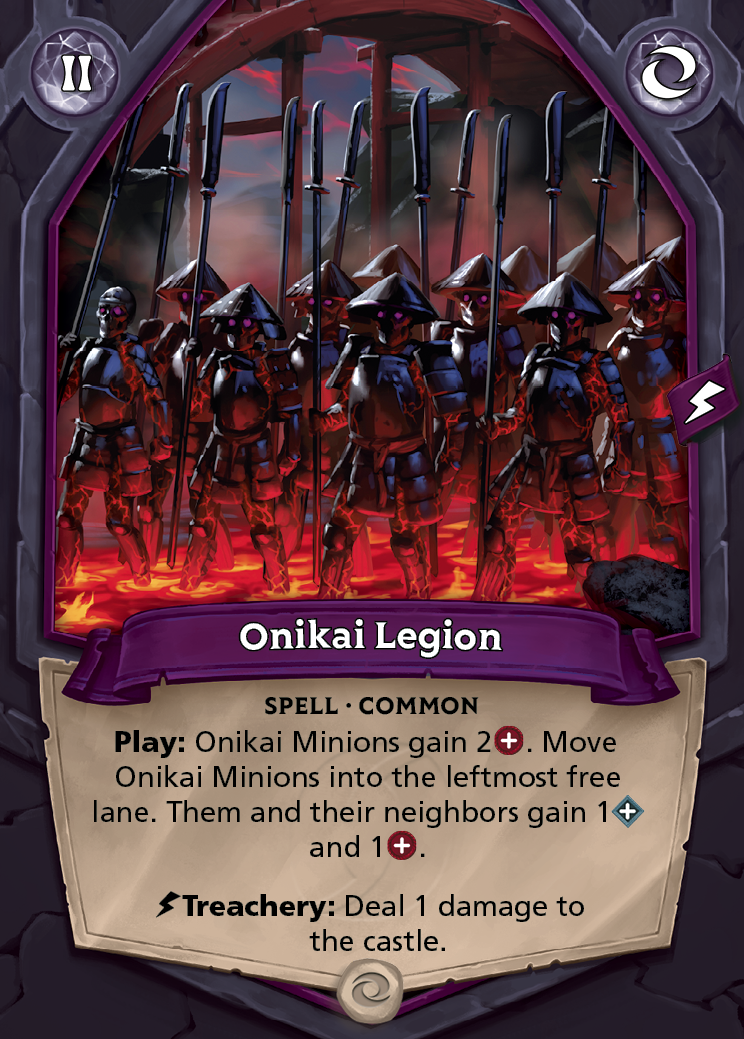 II
Onikai Legion
SPELL · COMMON
Play: Onikai Minions gain 2. Move
Onikai Minions into the leftmost free
lane. Them and their neighbors gain 1
and 1.
Treachery: Deal 1 damage to
the castle.